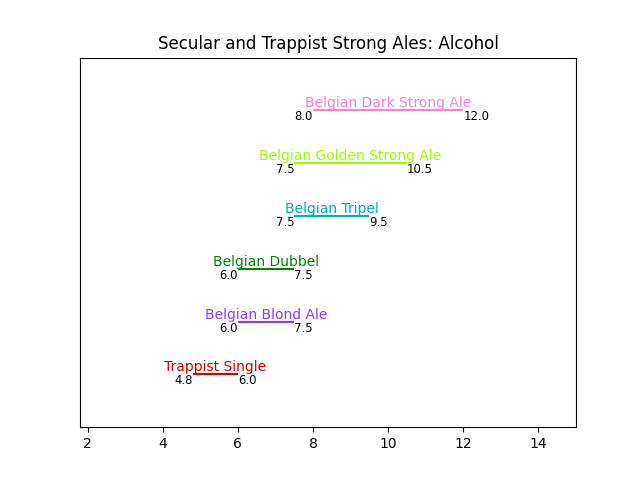 Secular and Trappist Strong Ales: Alcohol
Belgian Dark Strong Ale
8.0 12.0
Belgian Golden Strong Ale
7.5 10.5
Belgian Tripel
7.5 9.5
Belgian Dubbel
6.0 7.5
Belgian Blond Ale
6.0 7.5
Trappist Single
4.8 6.0
2 4 6 8 10 12 14